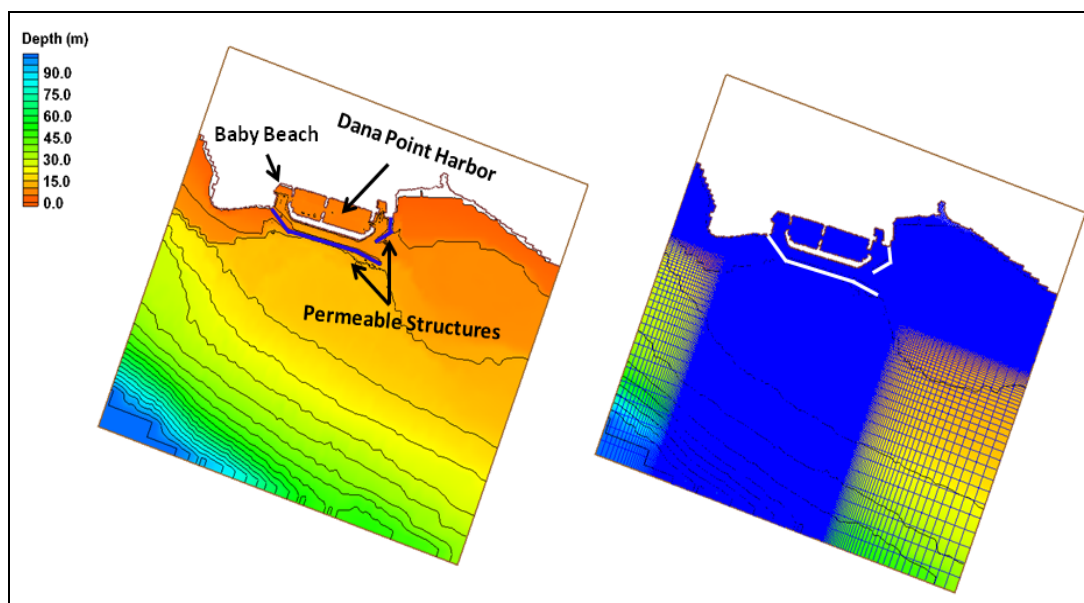 Depth (m)
90.0
75.0
60.0
45.0
30.0
15.0
0.0
Baby Beach
Dana Point Harbor
Permeable Structures